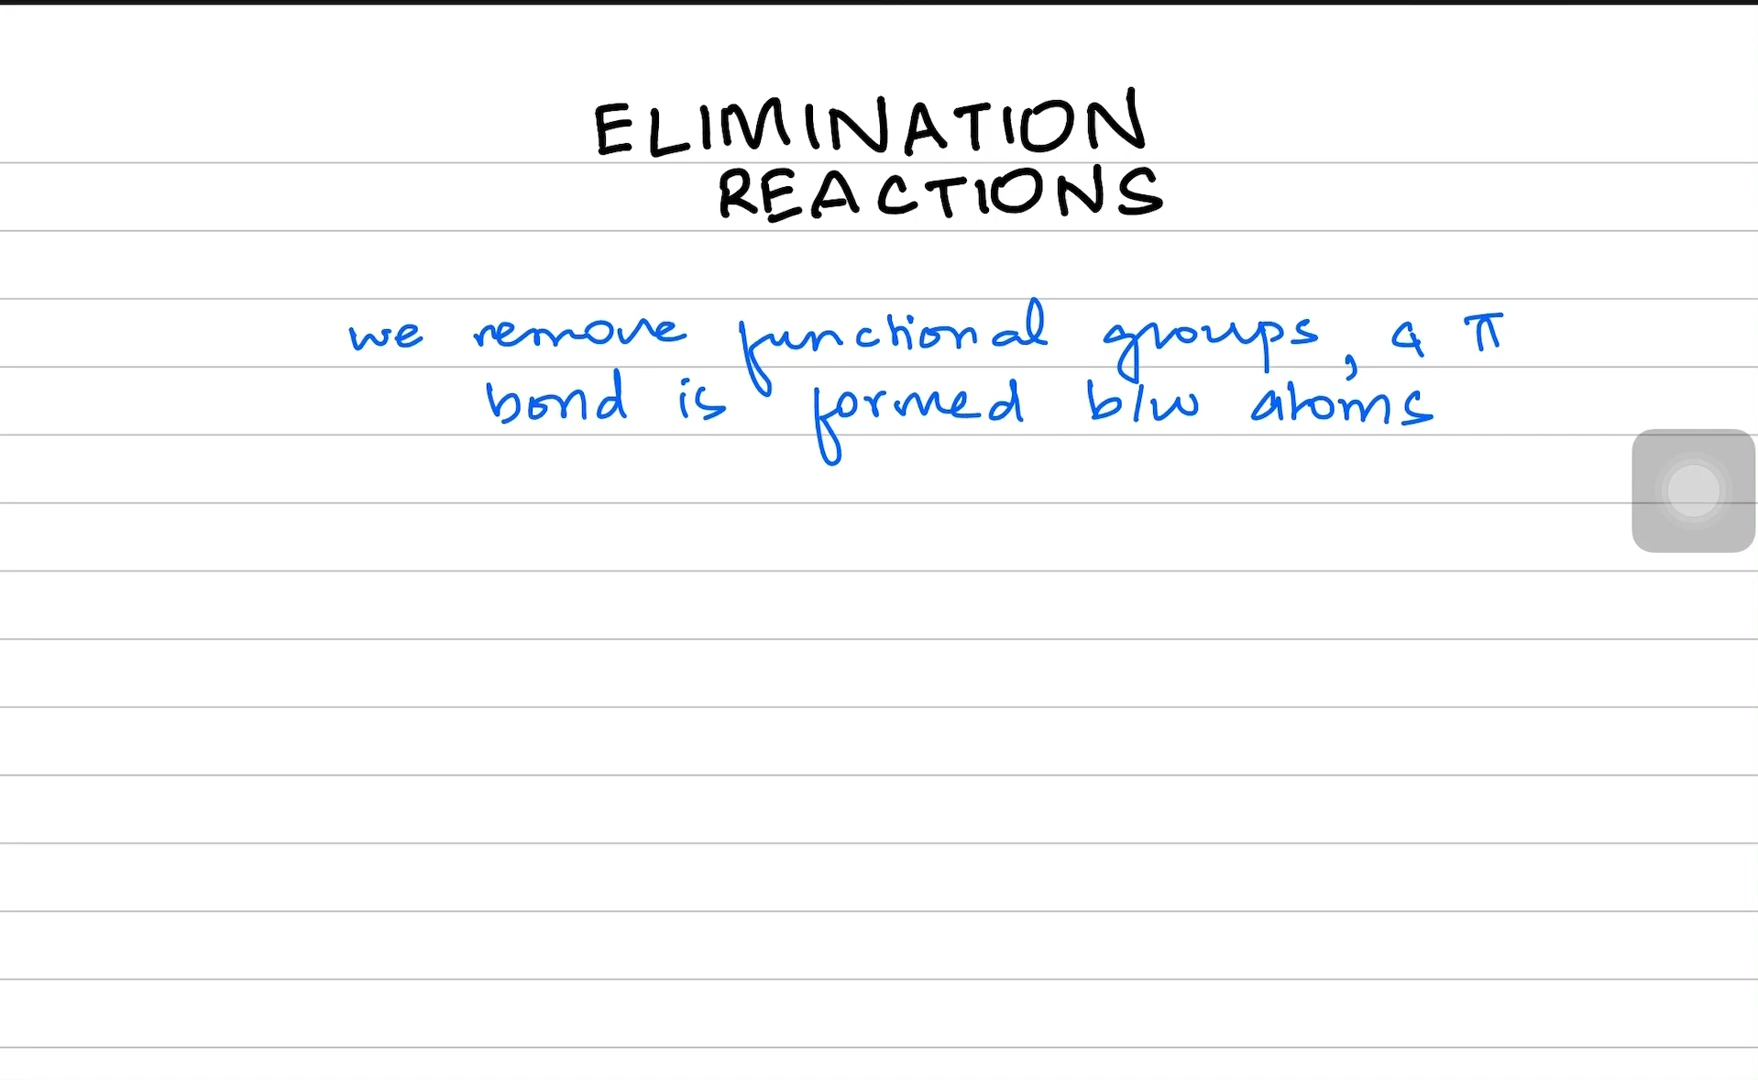 ELIMINATION
REACTIONS
we remove functional groups, & π
bond is formed b/w atoms